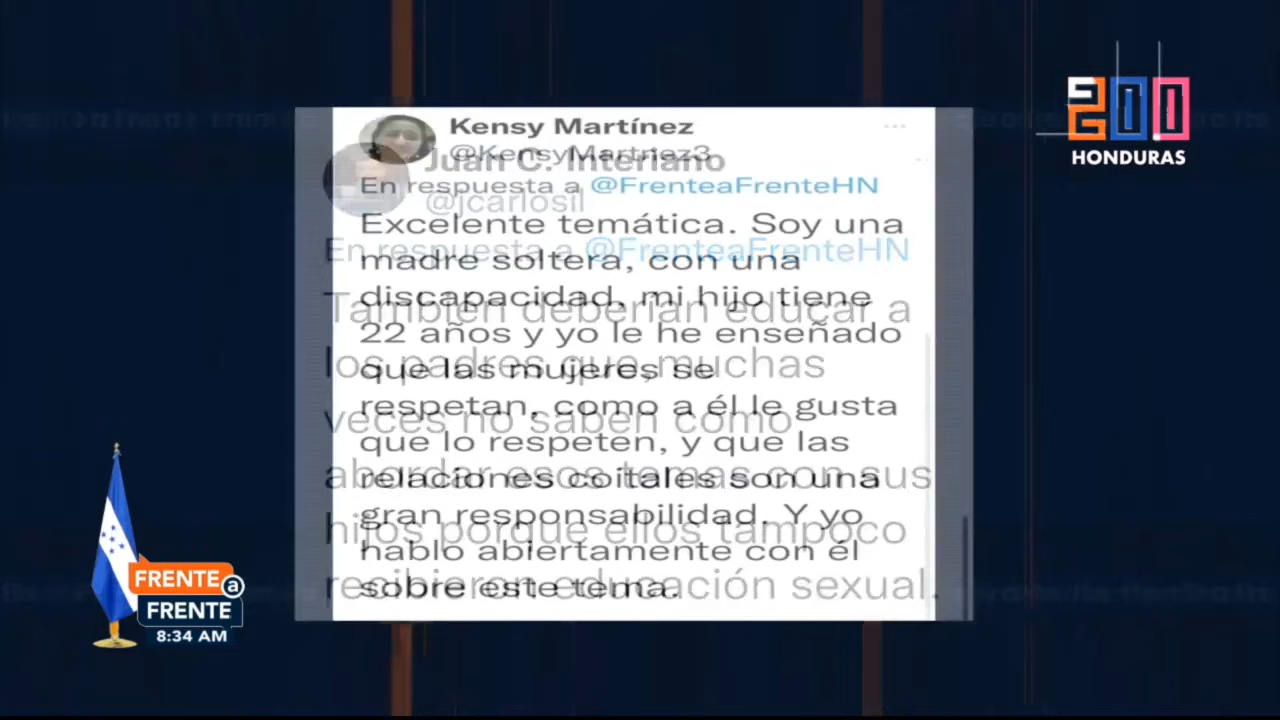 Kensy Martínez
@KensyMartnez3
En respuesta a @FrenteaFrenteHN
Excelente temática. Soy una
madre soltera, con una
discapacidad, mi hijo tiene
22 años y yo le he enseñado
que las mujeres, se
respetan, como a él le gusta
que lo respeten, y que las
relaciones coitales son una
gran responsabilidad. Y yo
hablo abiertamente con él
sobre este tema.
Juan C. Interiano
@jcarlosil
En respuesta a @FrenteaFrenteHN
También deberían educar a
los padres que muchas
veces no saben cómo
abordar esos temas con sus
hijos porque ellos tampoco
recibieron educación sexual.
200
HONDURAS
FRENTE a
FRENTE
8:34 AM